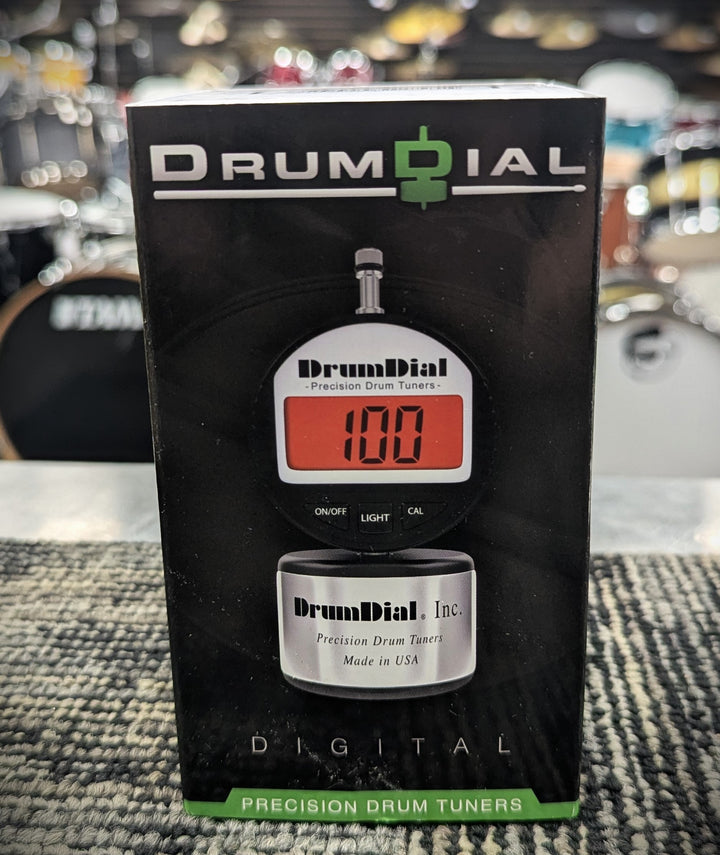 DRUMDIAL
DrumDial
-Precision Drum Tuners-
100
ON/OFF LIGHT CAL
DrumDial® Inc.
Precision Drum Tuners
Made in USA
DIGITAL
PRECISION DRUM TUNERS